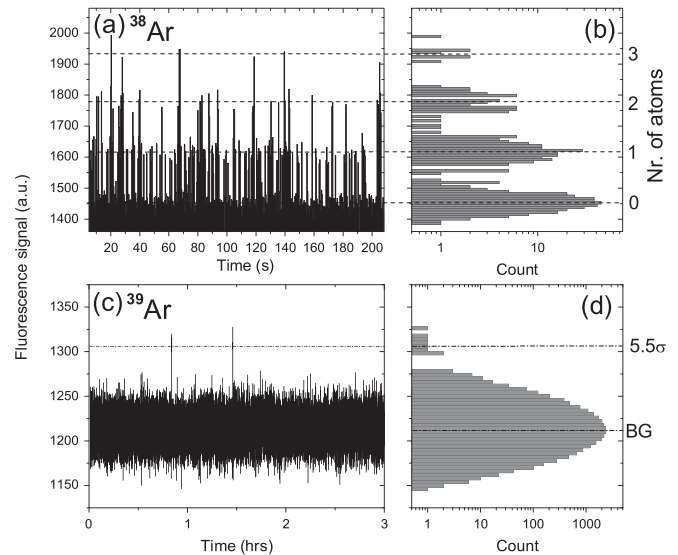 (a) ³⁸Ar
(b)
2000
1900
1800
1700
1600
1500
1400
3
2
1
0
Nr. of atoms
20 40 60 80 100 120 140 160 180 200
Time (s)
1 10
Count
Fluorescence signal (a.u.)
(c) ³⁹Ar
(d)
1350
1300
1250
1200
1150
5.5σ
BG
0 1 2 3
Time (hrs)
1 10 100 1000
Count